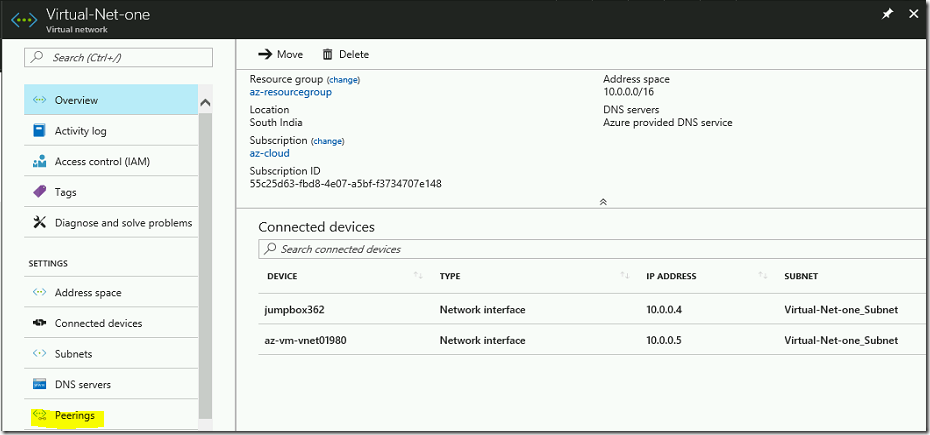 Virtual-Net-one
Virtual network
Search (Ctrl+/)
Overview
Activity log
Access control (IAM)
Tags
Diagnose and solve problems
SETTINGS
Address space
Connected devices
Subnets
DNS servers
Peerings
Move Delete
Resource group (change)
az-resourcegroup
Location
South India
Subscription (change)
az-cloud
Subscription ID
55c25d63-fbd8-4e07-a5bf-f3734707e148
Address space
10.0.0.0/16
DNS servers
Azure provided DNS service
Connected devices
Search connected devices
DEVICE TYPE IP ADDRESS SUBNET
jumpbox362 Network interface 10.0.0.4 Virtual-Net-one_Subnet
az-vm-vnet01980 Network interface 10.0.0.5 Virtual-Net-one_Subnet